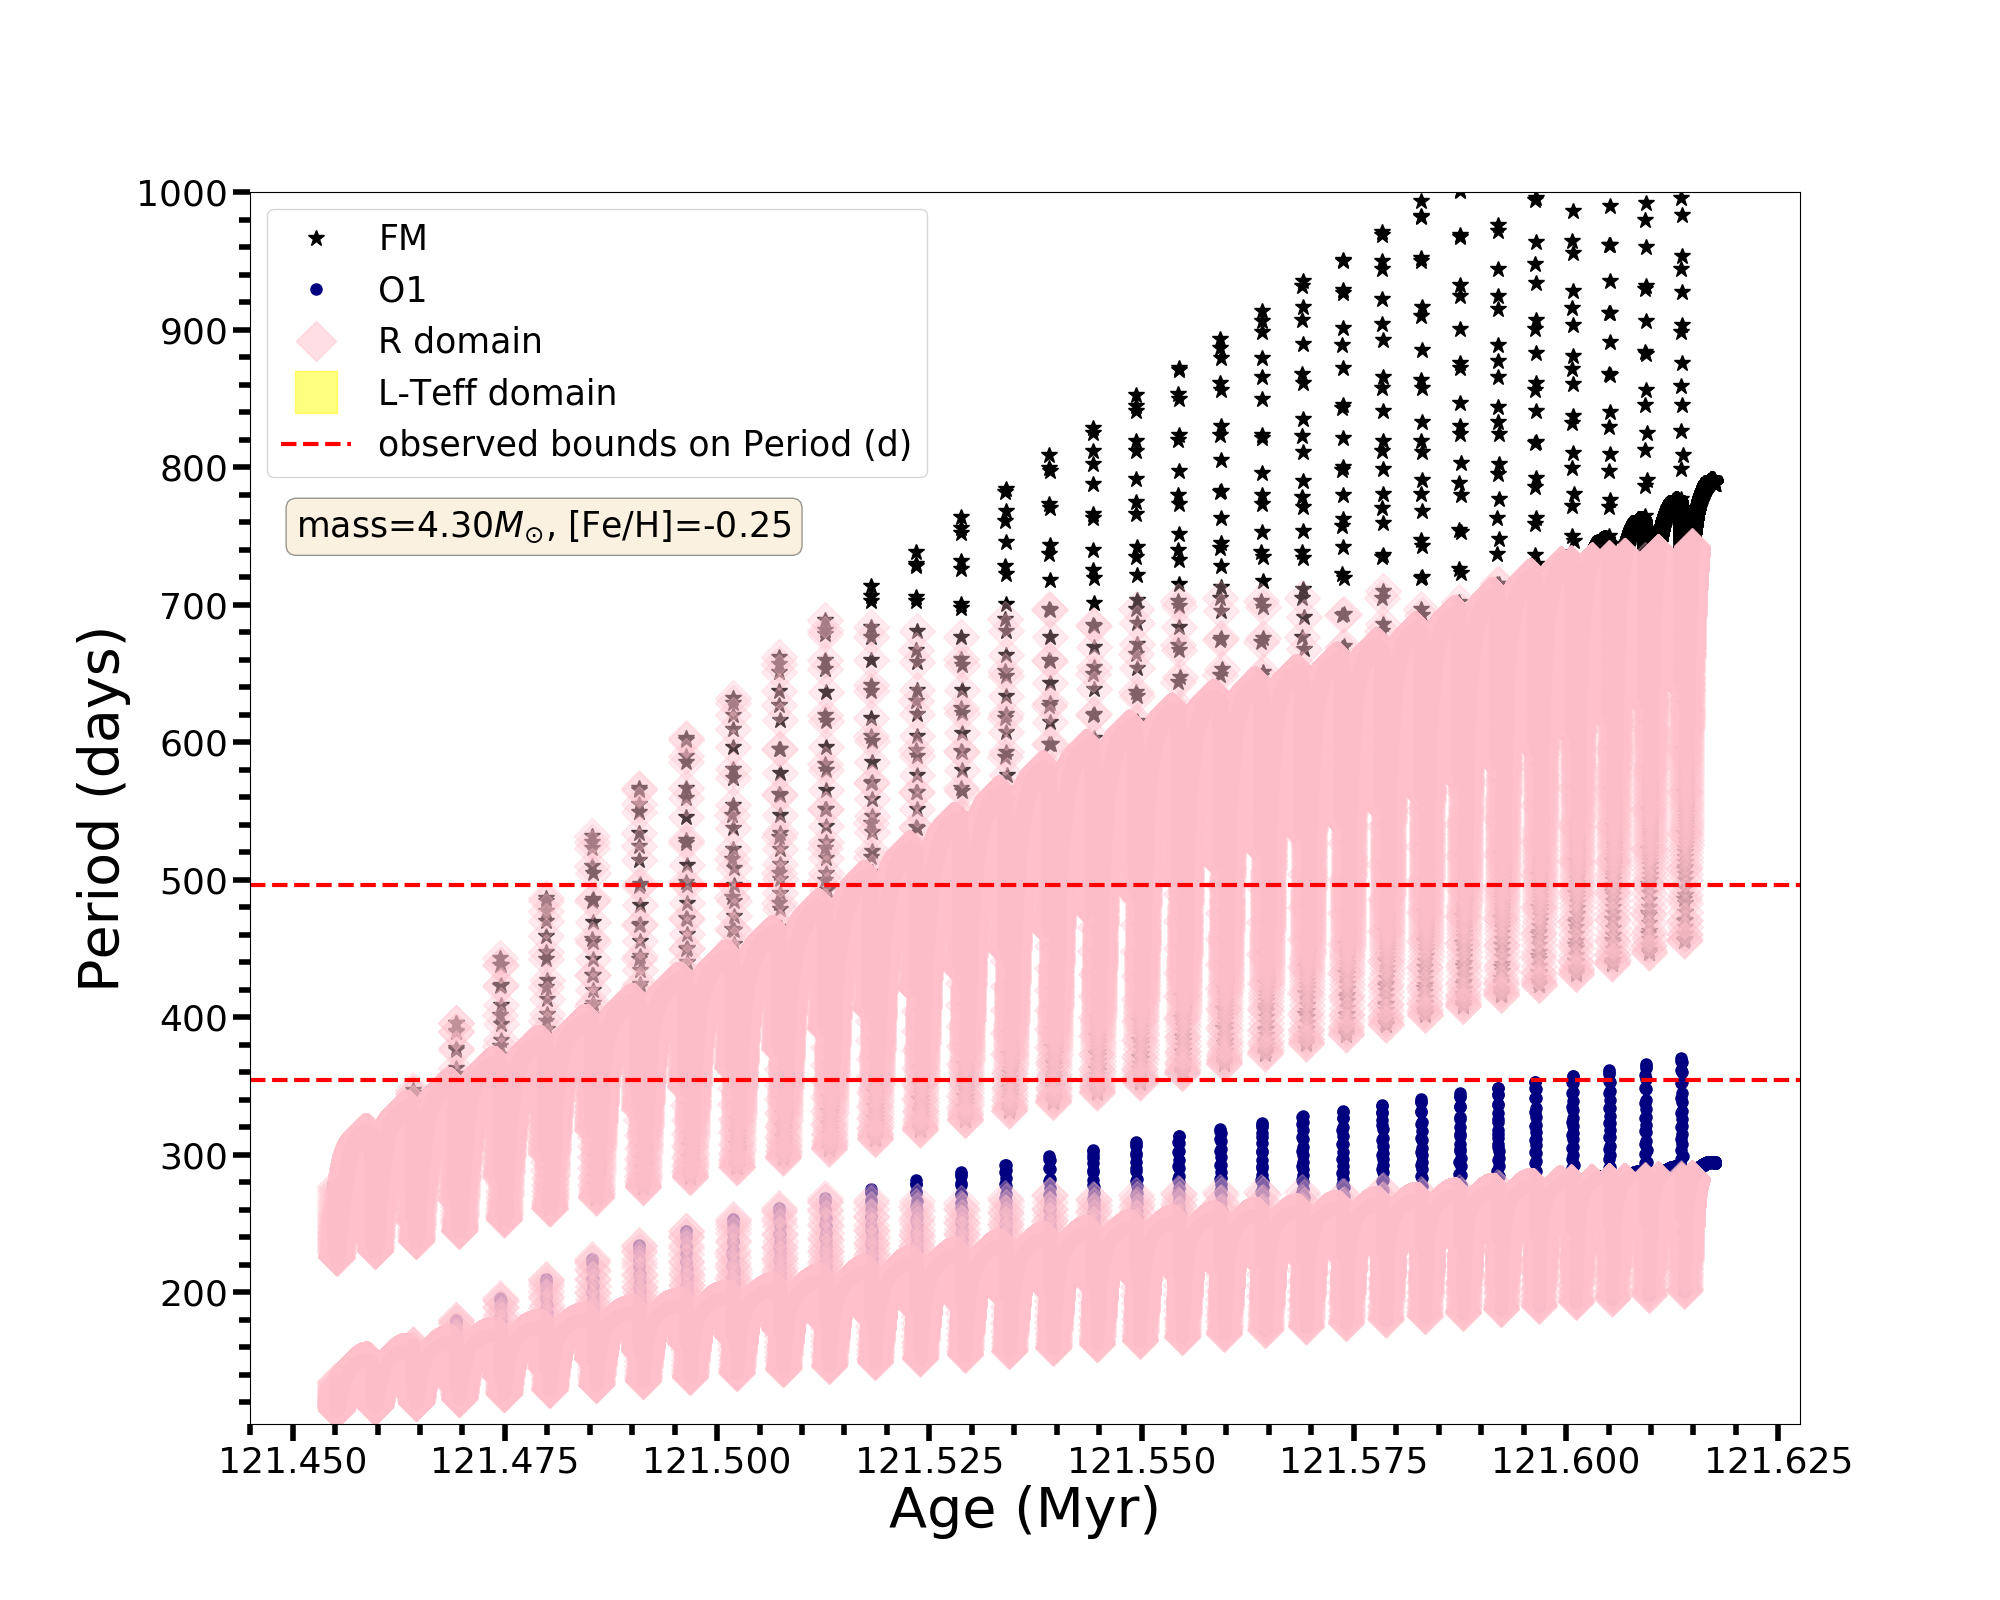 1000
900
800
700
600
500
400
300
200
Period (days)
FM
O1
R domain
L-Teff domain
observed bounds on Period (d)
mass=4.30M☉, [Fe/H]=-0.25
121.450 121.475 121.500 121.525 121.550 121.575 121.600 121.625
Age (Myr)